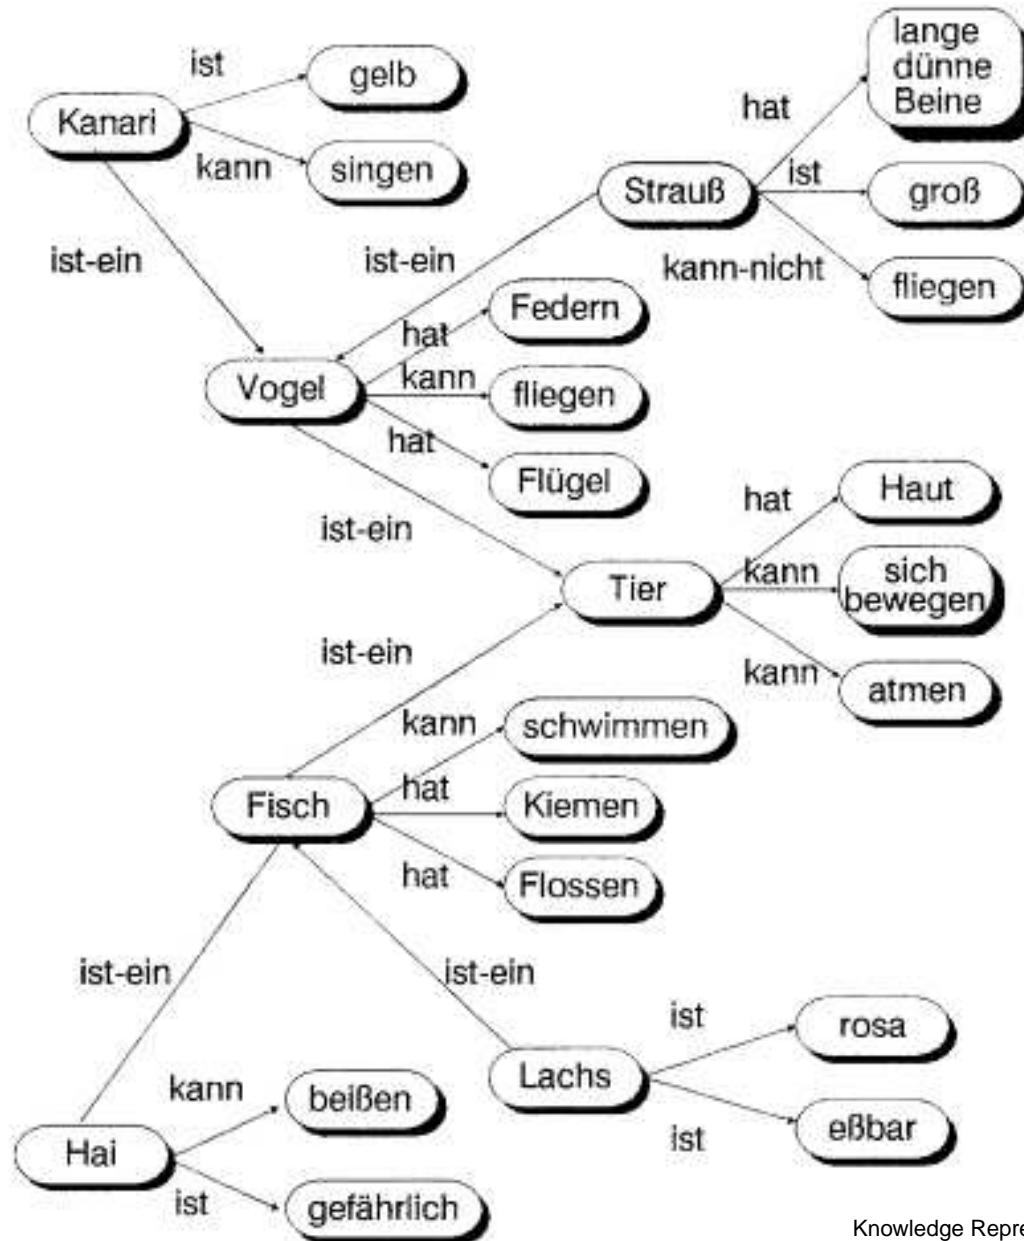 ist
gelb
Kanari
kann
singen
lange
dünne
Beine
hat
Strauß
ist
groß
kann-nicht
fliegen
ist-ein
ist-ein
Federn
hat
Vogel
kann
fliegen
hat
Flügel
ist-ein
Tier
hat
Haut
kann
sich
bewegen
kann
atmen
ist-ein
kann
schwimmen
Fisch
hat
Kiemen
hat
Flossen
ist-ein
ist-ein
Lachs
ist
rosa
ist
eßbar
Hai
kann
beißen
ist
gefährlich
Knowledge Repre